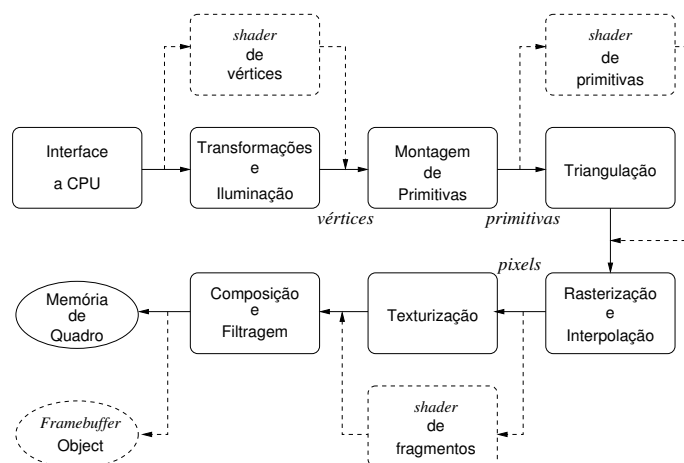 shader
de
vértices
shader
de
primitivas
Interface
a CPU
Transformações
e
Iluminação
Montagem
de
Primitivas
Triangulação
vértices
primitivas
pixels
Memória
de
Quadro
Composição
e
Filtragem
Texturização
Rasterização
e
Interpolação
Framebuffer
Object
shader
de
fragmentos